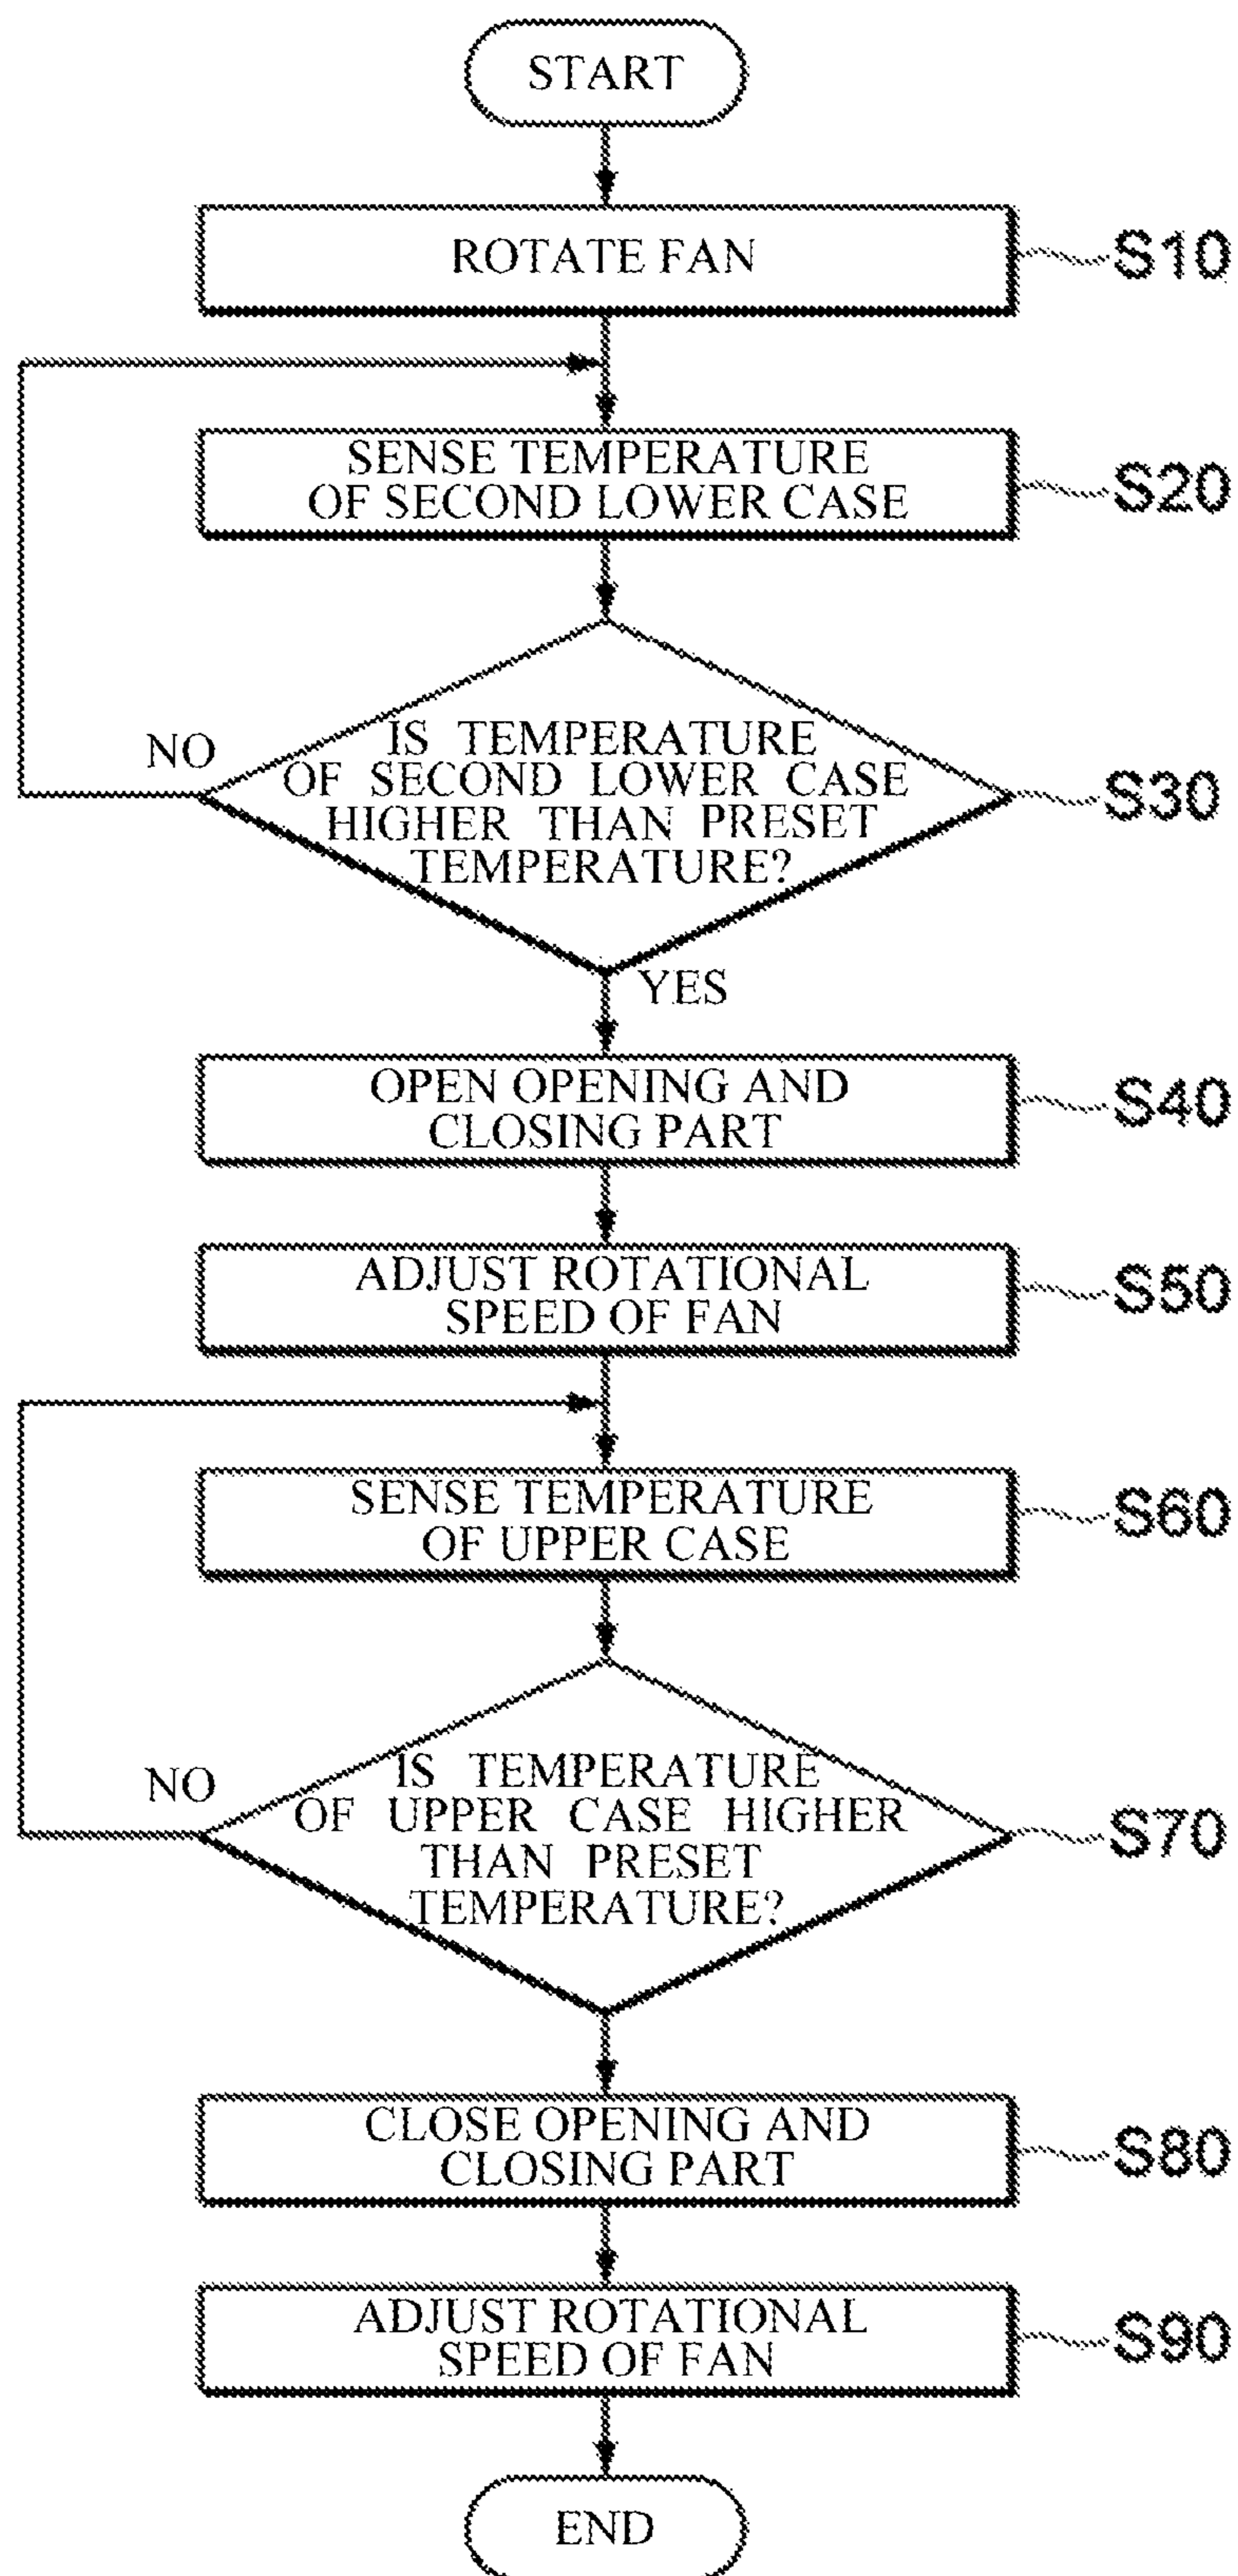 START
ROTATE FAN
S10
SENSE TEMPERATURE
OF SECOND LOWER CASE
S20
IS TEMPERATURE
OF SECOND LOWER CASE
HIGHER THAN PRESET
TEMPERATURE?
S30
NO
YES
OPEN OPENING AND
CLOSING PART
S40
ADJUST ROTATIONAL
SPEED OF FAN
S50
SENSE TEMPERATURE
OF UPPER CASE
S60
IS TEMPERATURE
OF UPPER CASE HIGHER
THAN PRESET
TEMPERATURE?
S70
NO
CLOSE OPENING AND
CLOSING PART
S80
ADJUST ROTATIONAL
SPEED OF FAN
S90
END